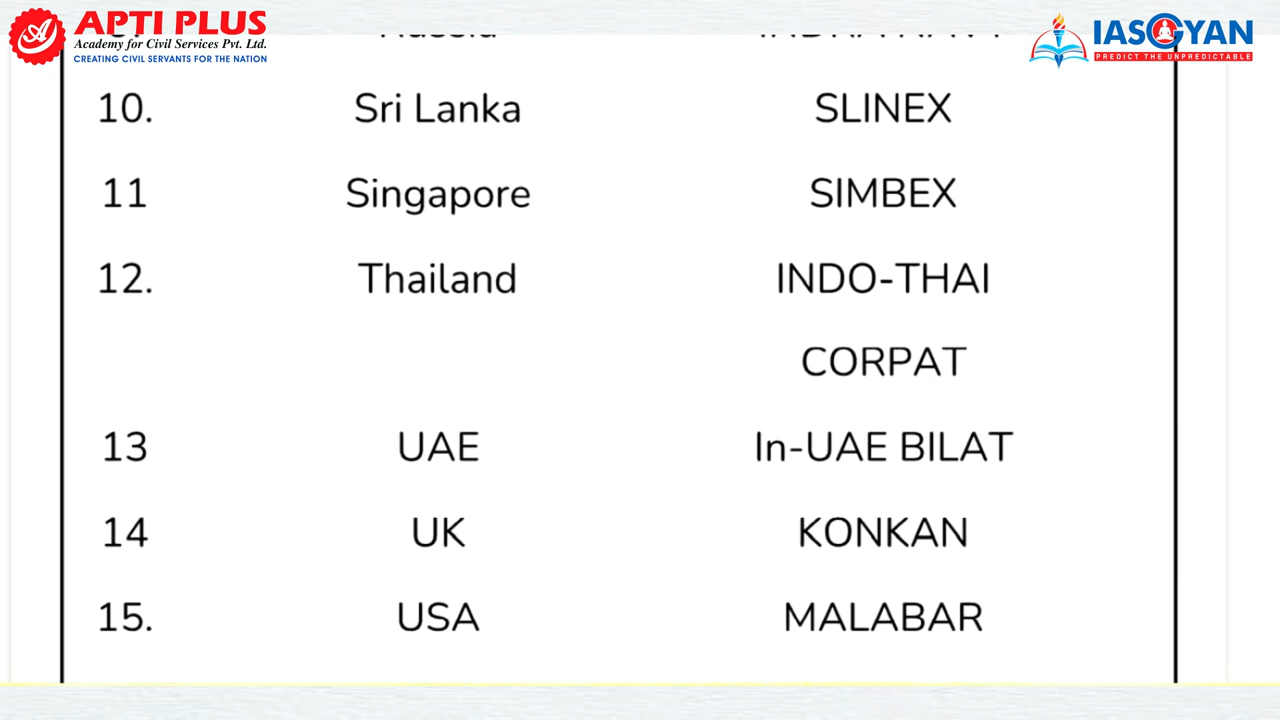 APTI PLUS
Academy for Civil Services Pvt. Ltd.
CREATING CIVIL SERVANTS FOR THE NATION
IASGYAN
PREDICT THE UNPREDICTABLE
10. Sri Lanka SLINEX
11 Singapore SIMBEX
12. Thailand INDO-THAI
CORPAT
13 UAE In-UAE BILAT
14 UK KONKAN
15. USA MALABAR